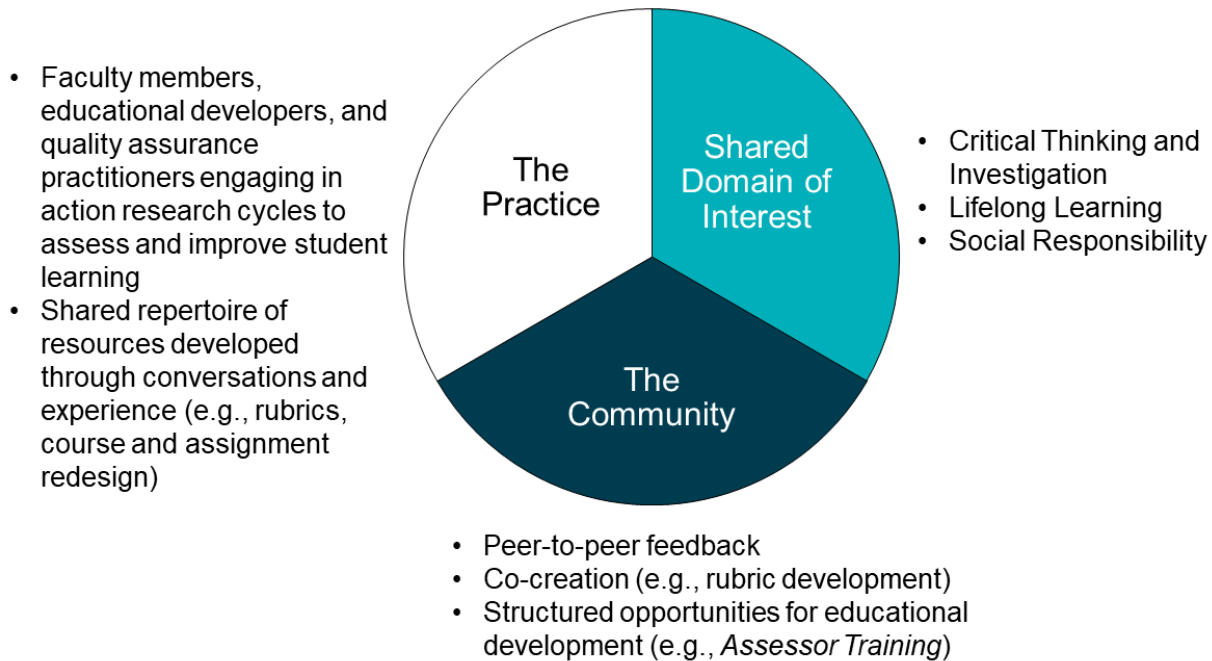 • Faculty members,
educational developers, and
quality assurance
practitioners engaging in
action research cycles to
assess and improve student
learning
• Shared repertoire of
resources developed
through conversations and
experience (e.g., rubrics,
course and assignment
redesign)
The
Practice
Shared
Domain of
Interest
• Critical Thinking and
Investigation
• Lifelong Learning
• Social Responsibility
The
Community
• Peer-to-peer feedback
• Co-creation (e.g., rubric development)
• Structured opportunities for educational
development (e.g., Assessor Training)